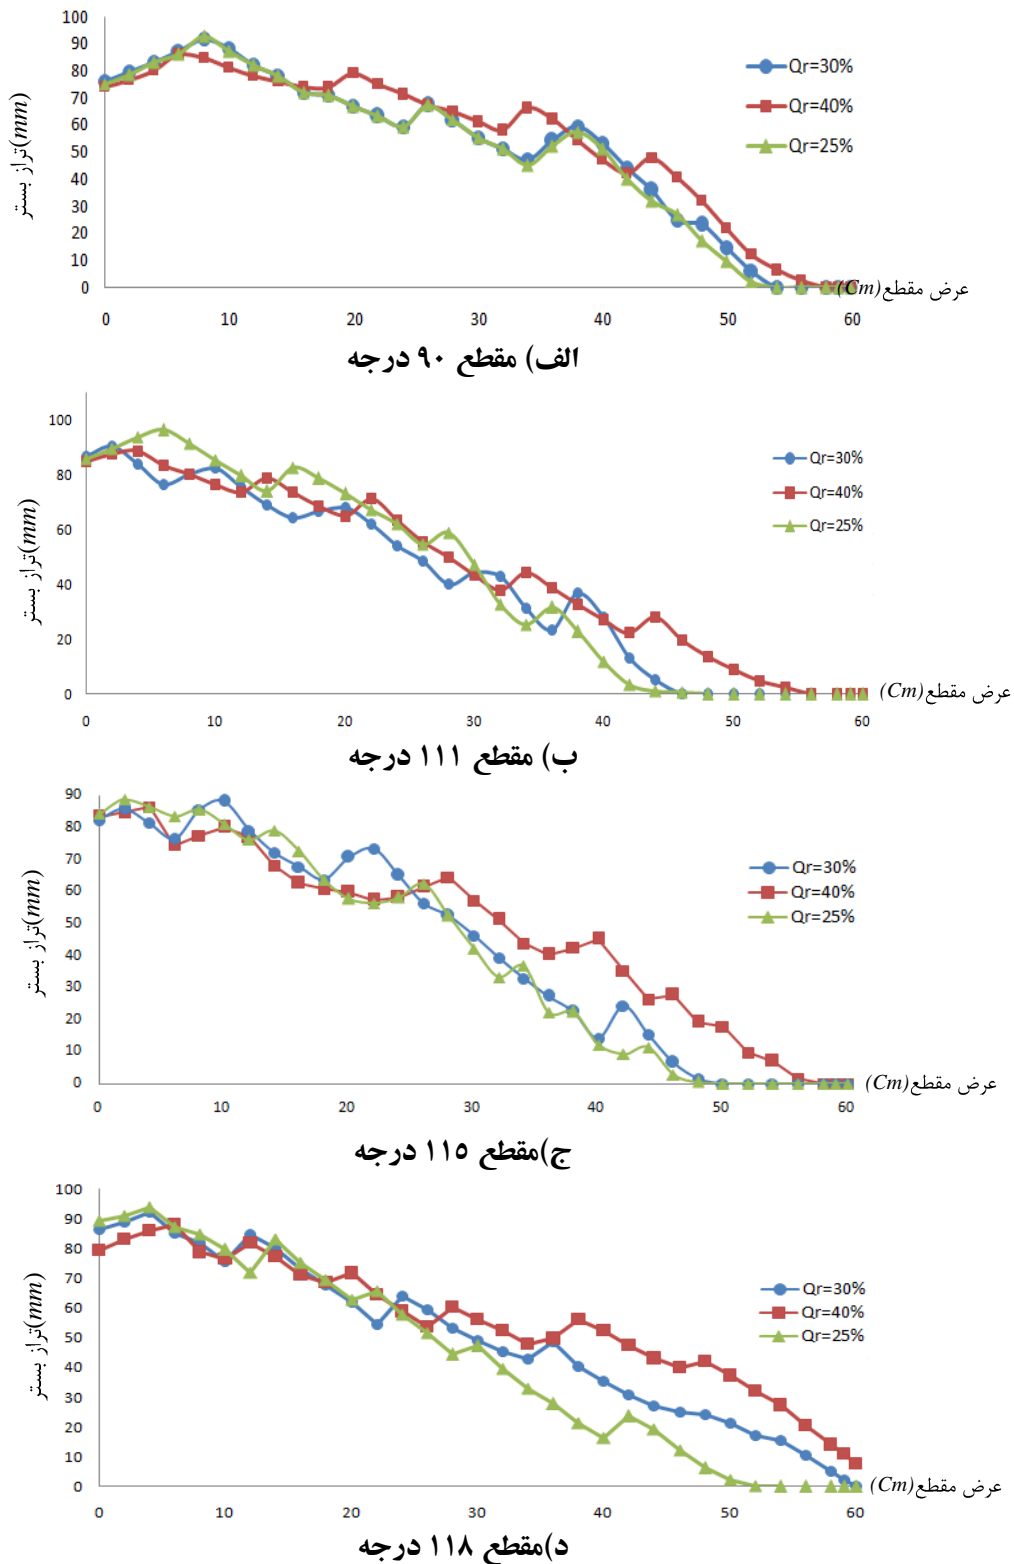 100
90
80
70
60
50
40
30
20
10
0
تراز بستر(mm)
Qr=30%
Qr=40%
Qr=25%
عرض مقطع(Cm)
0 10 20 30 40 50 60
الف) مقطع ۹۰ درجه
100
80
60
40
20
0
تراز بستر(mm)
Qr=30%
Qr=40%
Qr=25%
عرض مقطع(Cm)
0 10 20 30 40 50 60
ب) مقطع ۱۱۱ درجه
90
80
70
60
50
40
30
20
10
0
تراز بستر(mm)
Qr=30%
Qr=40%
Qr=25%
عرض مقطع(Cm)
0 10 20 30 40 50 60
ج)مقطع ۱۱۵ درجه
100
90
80
70
60
50
40
30
20
10
0
تراز بستر(mm)
Qr=30%
Qr=40%
Qr=25%
عرض مقطع(Cm)
0 10 20 30 40 50 60
د)مقطع ۱۱۸ درجه